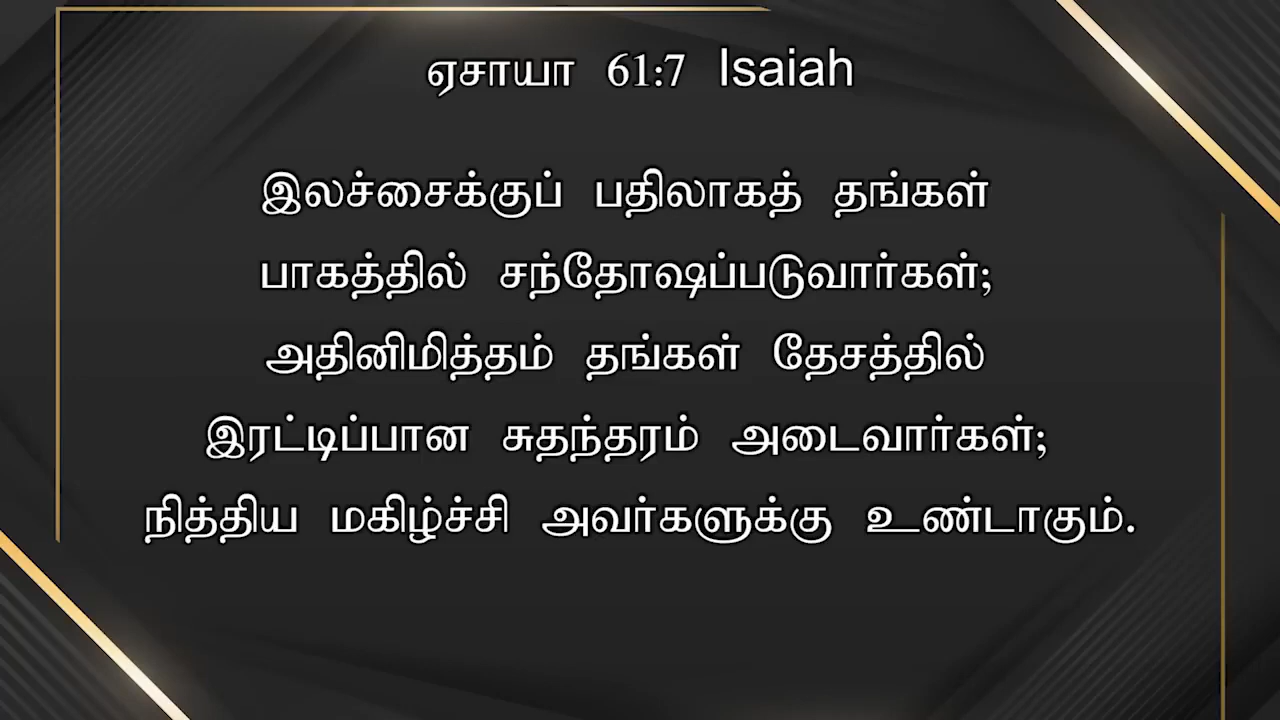 ஏசாயா 61:7 Isaiah
இலச்சைக்குப் பதிலாகத் தங்கள்
பாகத்தில் சந்தோஷப்படுவார்கள்;
அதினிமித்தம் தங்கள் தேசத்தில்
இரட்டிப்பான சுதந்தரம் அடைவார்கள்;
நித்திய மகிழ்ச்சி அவர்களுக்கு உண்டாகும்.